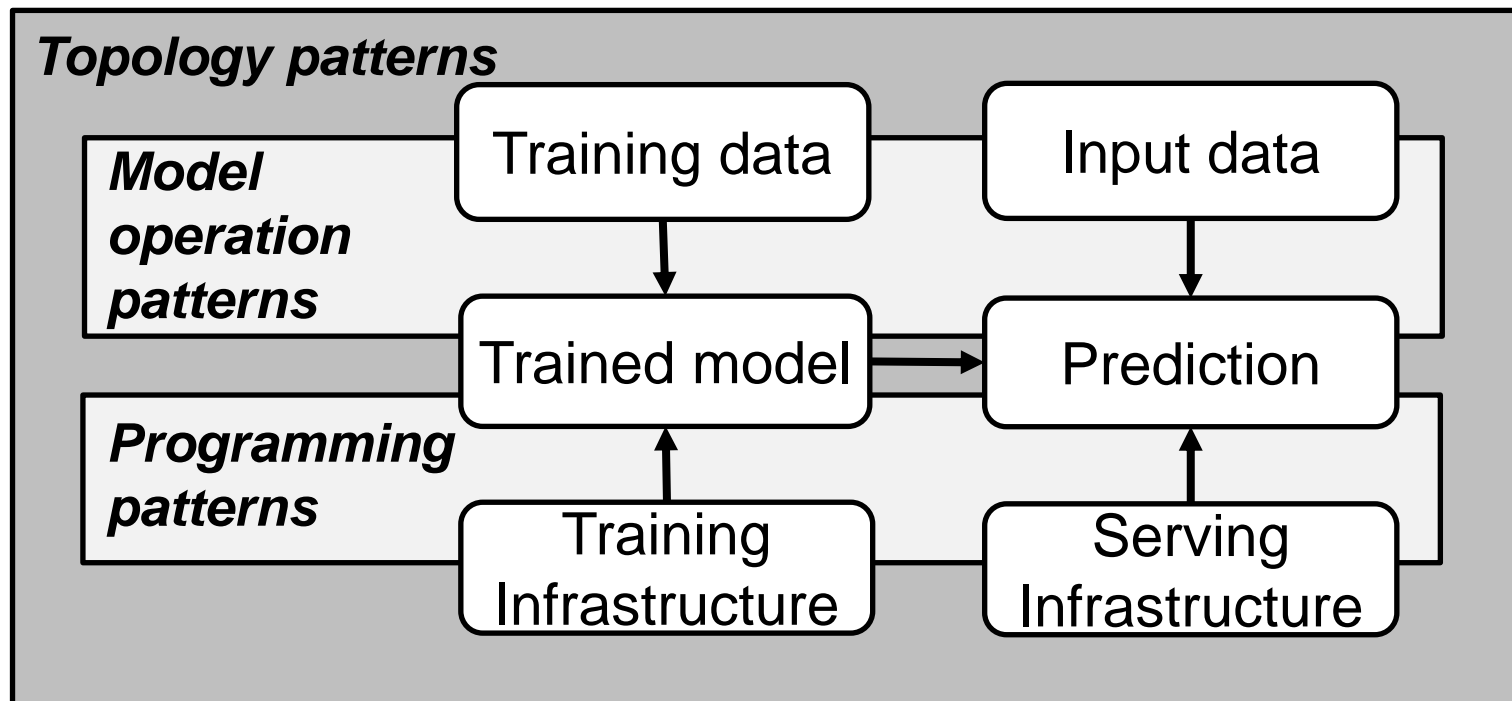 Topology patterns
Training data
Input data
Model
operation
patterns
Trained model
Prediction
Programming
patterns
Training
Infrastructure
Serving
Infrastructure